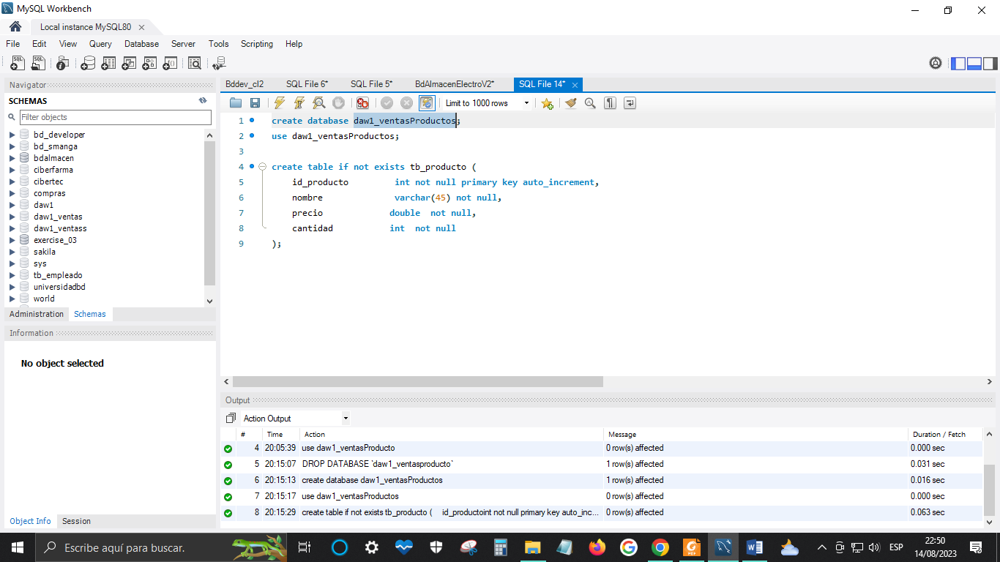 MySQL Workbench
Local instance MySQL80
File Edit View Query Database Server Tools Scripting Help
Navigator
SCHEMAS
Filter objects
bd_developer
bd_smanga
bdalmacen
ciberfarma
cibertec
compras
daw1
daw1_ventas
daw1_ventass
exercise_03
sakila
sys
tb_empleado
universidadbd
world
Administration Schemas
Information
No object selected
Object Info Session
Bddev_cl2 SQL File 6* SQL File 5* BdAlmacenElectroV2* SQL File 14*
Limit to 1000 rows
1 create database daw1_ventasProductos;
2 use daw1_ventasProductos;
3
4 create table if not exists tb_producto (
5 id_producto int not null primary key auto_increment,
6 nombre varchar(45) not null,
7 precio double not null,
8 cantidad int not null
9 );
Output
Action Output
# Time Action Message Duration / Fetch
4 20:05:39 use daw1_ventasProducto 0 row(s) affected 0.000 sec
5 20:15:07 DROP DATABASE `daw1_ventasproducto` 1 row(s) affected 0.031 sec
6 20:15:13 create database daw1_ventasProductos 1 row(s) affected 0.016 sec
7 20:15:17 use daw1_ventasProductos 0 row(s) affected 0.000 sec
8 20:15:29 create table if not exists tb_producto ( id_productoint not null primary key auto_inc... 0 row(s) affected 0.063 sec
Escribe aquí para buscar.
ESP
22:50
14/08/2023